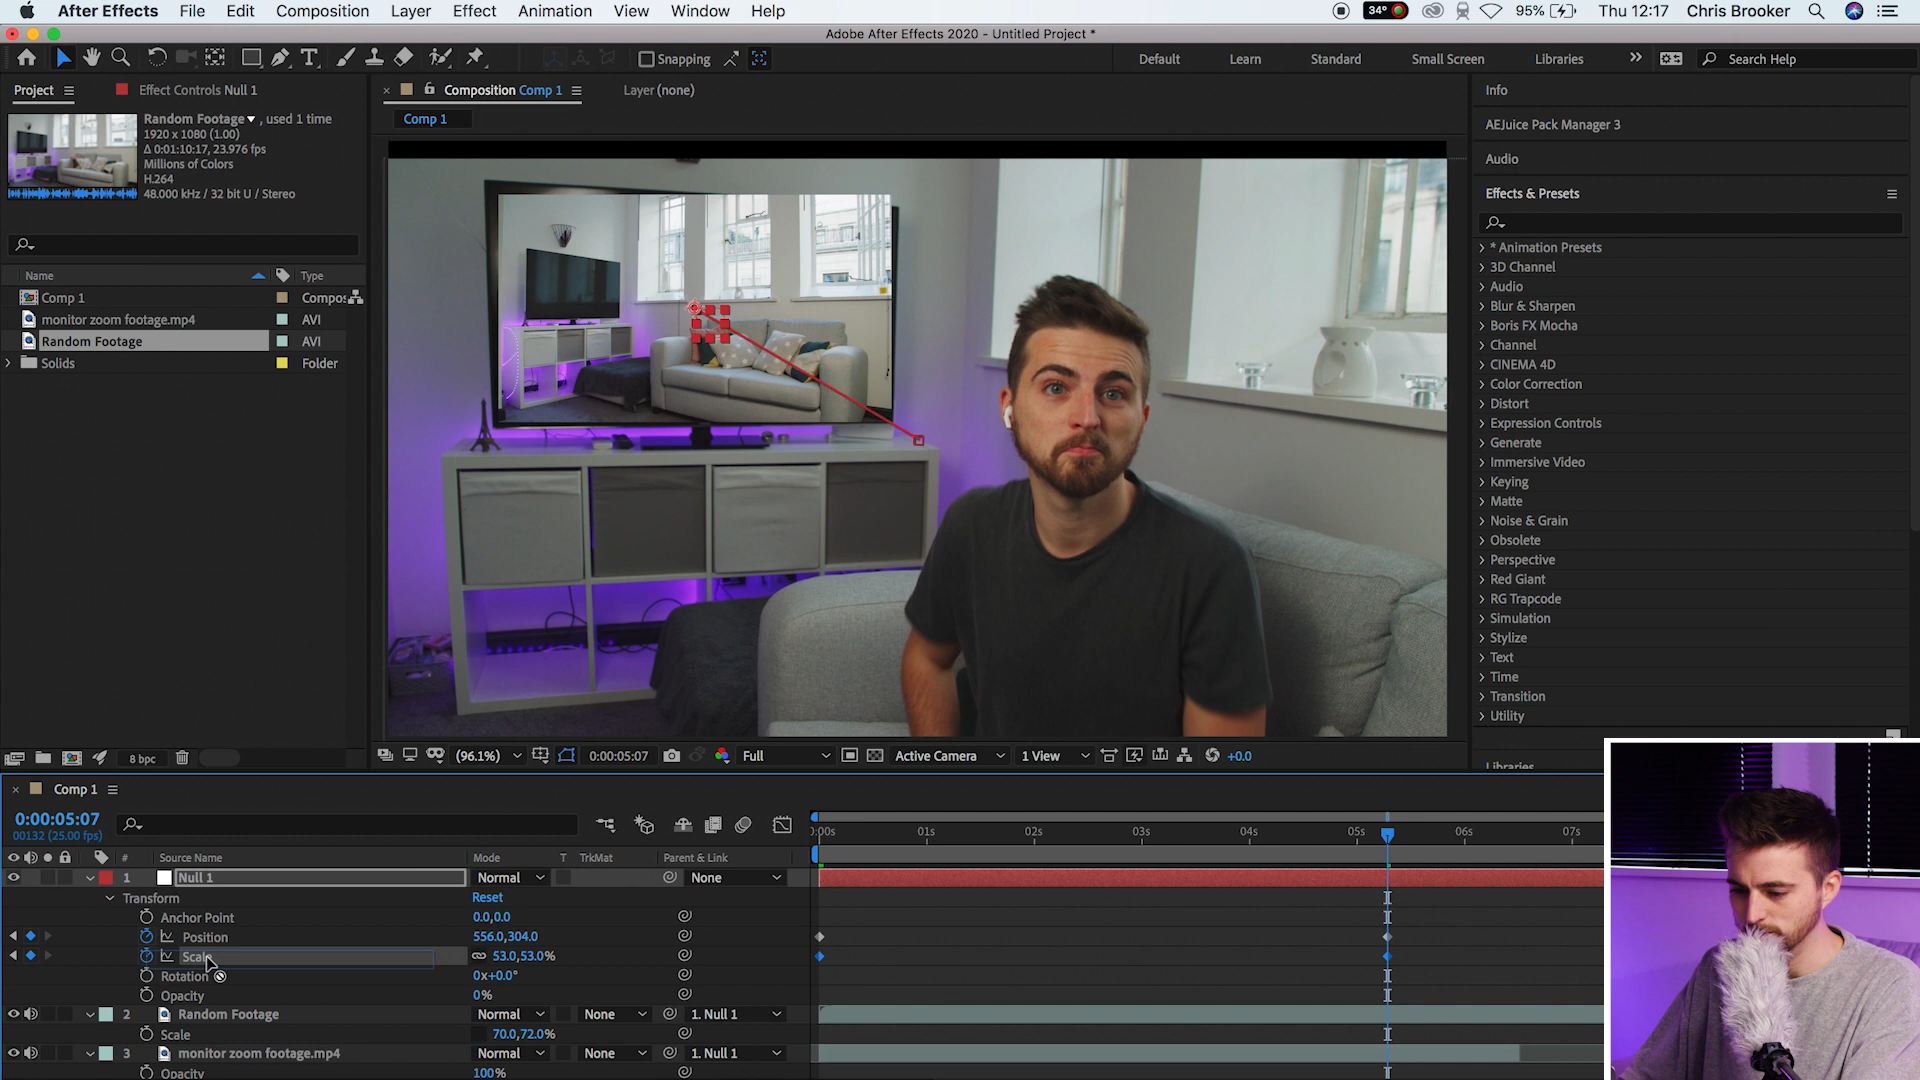 After Effects File Edit Composition Layer Effect Animation View Window Help 34° 95% Thu 12:17 Chris Brooker
Adobe After Effects 2020 - Untitled Project *
Snapping Default Learn Standard Small Screen Libraries Search Help
Project Effect Controls Null 1
Composition Comp 1 Layer (none)
Comp 1
Random Footage , used 1 time
1920 x 1080 (1.00)
Δ 0:01:10:17, 23.976 fps
Millions of Colors
H.264
48.000 kHz / 32 bit U / Stereo
Name Type
Comp 1 Compos
monitor zoom footage.mp4 AVI
Random Footage AVI
Solids Folder
8 bpc
(96.1%) 0:00:05:07 Full Active Camera 1 View +0.0
Info
AEJuice Pack Manager 3
Audio
Effects & Presets
* Animation Presets
3D Channel
Audio
Blur & Sharpen
Boris FX Mocha
Channel
CINEMA 4D
Color Correction
Distort
Expression Controls
Generate
Immersive Video
Keying
Matte
Noise & Grain
Obsolete
Perspective
Red Giant
RG Trapcode
Simulation
Stylize
Text
Time
Transition
Utility
Libraries
Comp 1
0:00:05:07
00132 (25.00 fps)
0:00s 01s 02s 03s 04s 05s 06s 07s
# Source Name Mode T TrkMat Parent & Link
1 Null 1 Normal None
Transform Reset
Anchor Point 0.0,0.0
Position 556.0,304.0
Scale 53.0,53.0%
Rotation 0x+0.0°
Opacity 0%
2 Random Footage Normal None 1. Null 1
Scale 70.0,72.0%
3 monitor zoom footage.mp4 Normal None 1. Null 1
Opacity 100%